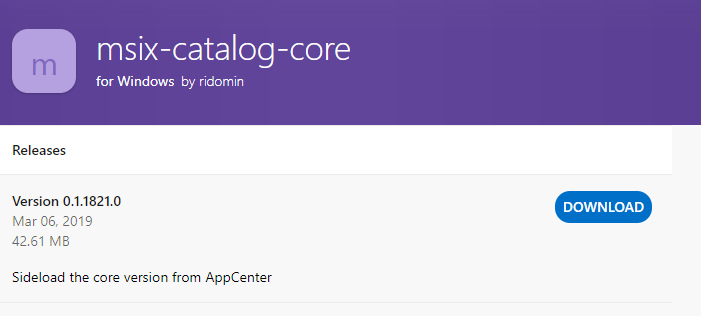 m
msix-catalog-core
for Windows by ridomin
Releases
Version 0.1.1821.0
DOWNLOAD
Mar 06, 2019
42.61 MB
Sideload the core version from AppCenter